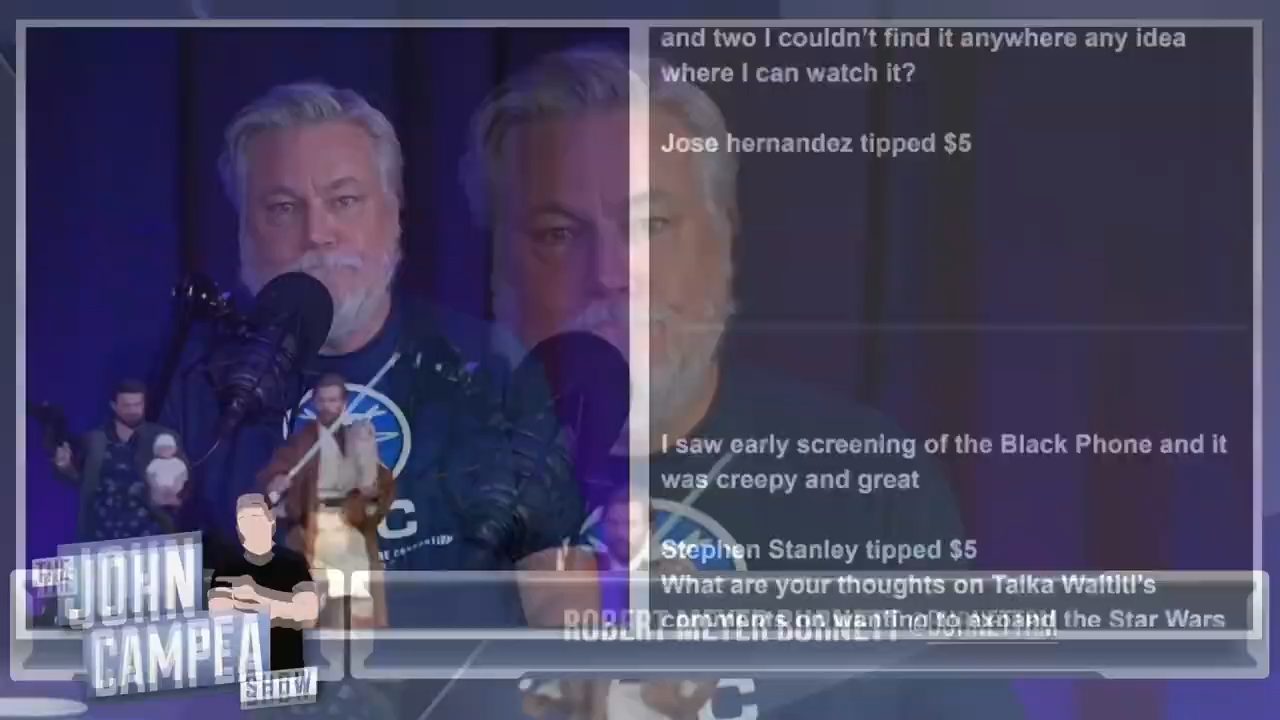 and two I couldn't find it anywhere any idea
where I can watch it?
Jose hernandez tipped $5
I saw early screening of the Black Phone and it
was creepy and great
Stephen Stanley tipped $5
What are your thoughts on Taika Waititi's
comments on wanting to expand the Star Wars
ROBERT MEYER BURNETT @BURNETTRM
THE
JOHN
CAMPEA
SHOW
C